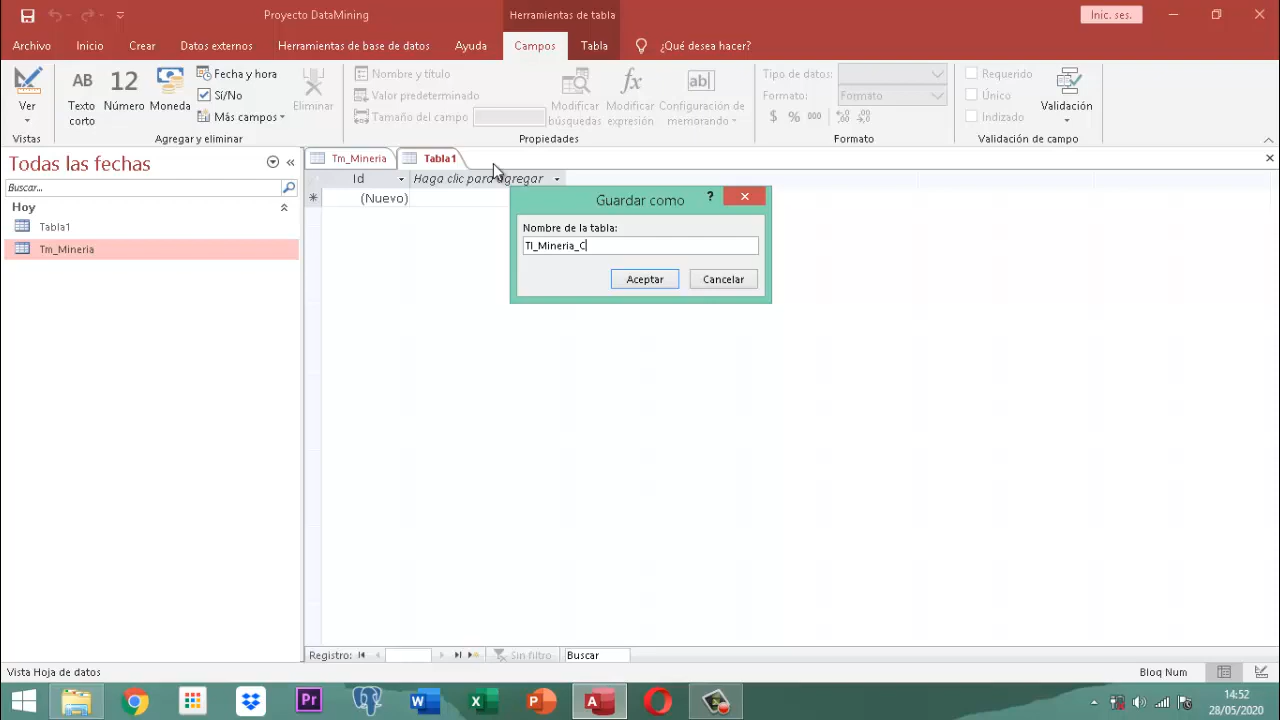 Proyecto DataMining
Herramientas de tabla
Inic. ses.
Archivo Inicio Crear Datos externos Herramientas de base de datos Ayuda Campos Tabla ¿Qué desea hacer?
Ver
Vistas
AB
Texto corto
12
Número
Moneda
Fecha y hora
Sí/No
Más campos
Eliminar
Agregar y eliminar
Nombre y título
Valor predeterminado
Tamaño del campo
Modificar búsquedas
fx
Modificar expresión
ab|
Configuración de memorando
Propiedades
Tipo de datos:
Formato: Formato
$ % 000
Formato
Requerido
Único
Indizado
Validación
Validación de campo
Todas las fechas
Buscar...
Hoy
Tabla1
Tm_Mineria
Tm_Mineria Tabla1
Id Haga clic para agregar
(Nuevo)
Guardar como
Nombre de la tabla:
Tl_Mineria_C
Aceptar Cancelar
Registro: Sin filtro Buscar
Vista Hoja de datos Bloq Num
Pr
14:52
28/05/2020